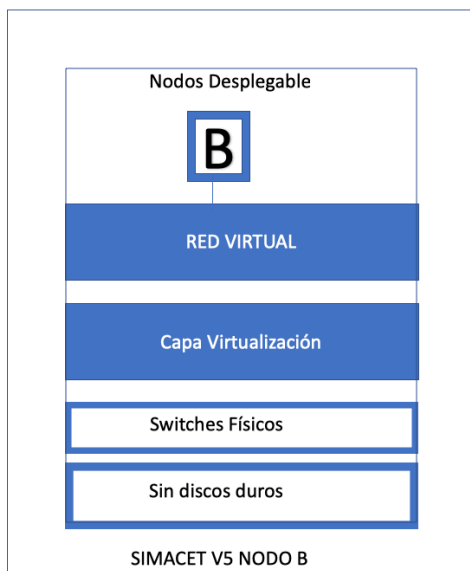 Nodos Desplegable
B
RED VIRTUAL
Capa Virtualización
Switches Físicos
Sin discos duros
SIMACET V5 NODO B